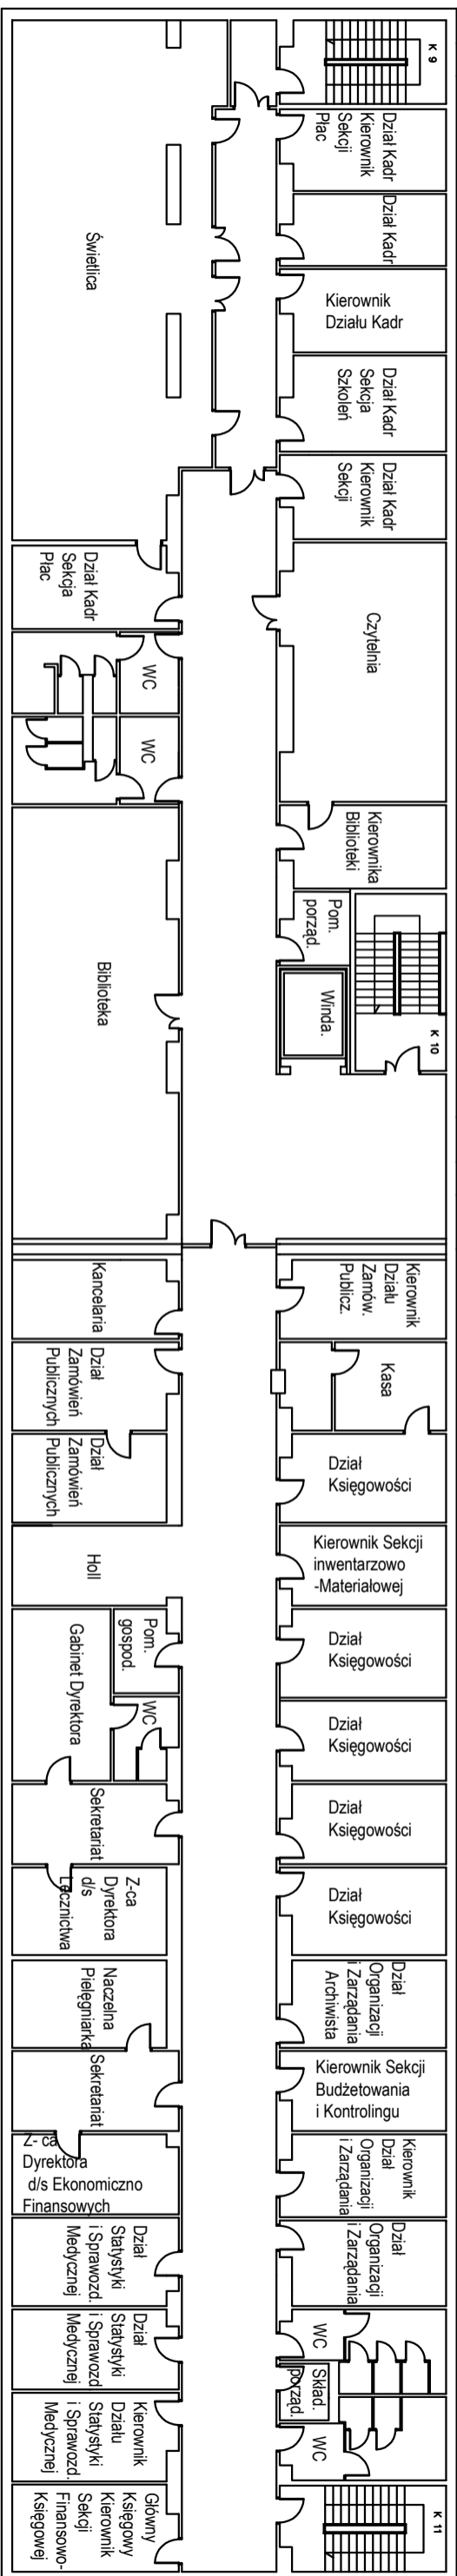 K 9
Dział Kadr
Kierownik
Sekcji
Płac
Dział Kadr
Kierownik
Działu Kadr
Dział Kadr
Sekcja
Szkoleń
Dział Kadr
Kierownik
Sekcji
Świetlica
Dział Kadr
Sekcja
Płac
Czytelnia
WC
WC
Kierownika
Biblioteki
Pom.
porząd.
Winda.
K 10
Biblioteka
Kancelaria
Kierownik
Działu
Zamów.
Publicz.
Dział
Zamówień
Publicznych
Kasa
Dział
Zamówień
Publicznych
Dział
Księgowości
Holl
Kierownik Sekcji
inwentarzowo
-Materiałowej
Pom.
gospod.
Gabinet Dyrektora
WC
Dział
Księgowości
Dział
Księgowości
Sekretariat
Dział
Księgowości
Z-ca
Dyrektora
d/s
Lecznictwa
Dział
Księgowości
Naczelna
Pielęgniarka
Dział
Organizacji
i Zarządania
Archiwista
Sekretariat
Kierownik Sekcji
Budżetowania
i Kontrolingu
Z- ca
Dyrektora
d/s Ekonomiczno
Finansowych
Kierownik
Dział
Organizacji
i Zarządania
Dział
Statystyki
i Sprawozd.
Medycznej
Dział
Organizacji
i Zarządania
Dział
Statystyki
i Sprawozd
Medycznej
WC
Skład.
porząd.
Kierownik
Działu
Statystyki
i Sprawozd.
Medycznej
WC
Główny
Księgowy
Kierownik
Sekcji
Finansowo-
Księgowej
K 11